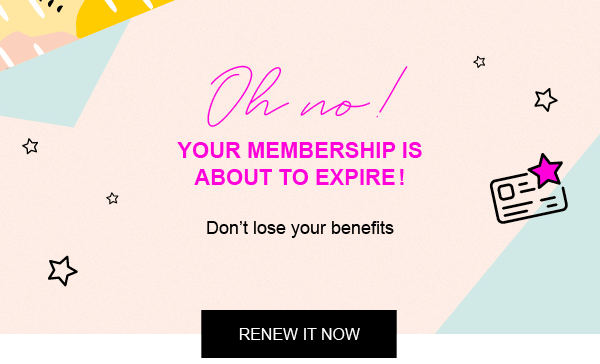 Oh no!
YOUR MEMBERSHIP IS
ABOUT TO EXPIRE!
Don't lose your benefits
RENEW IT NOW